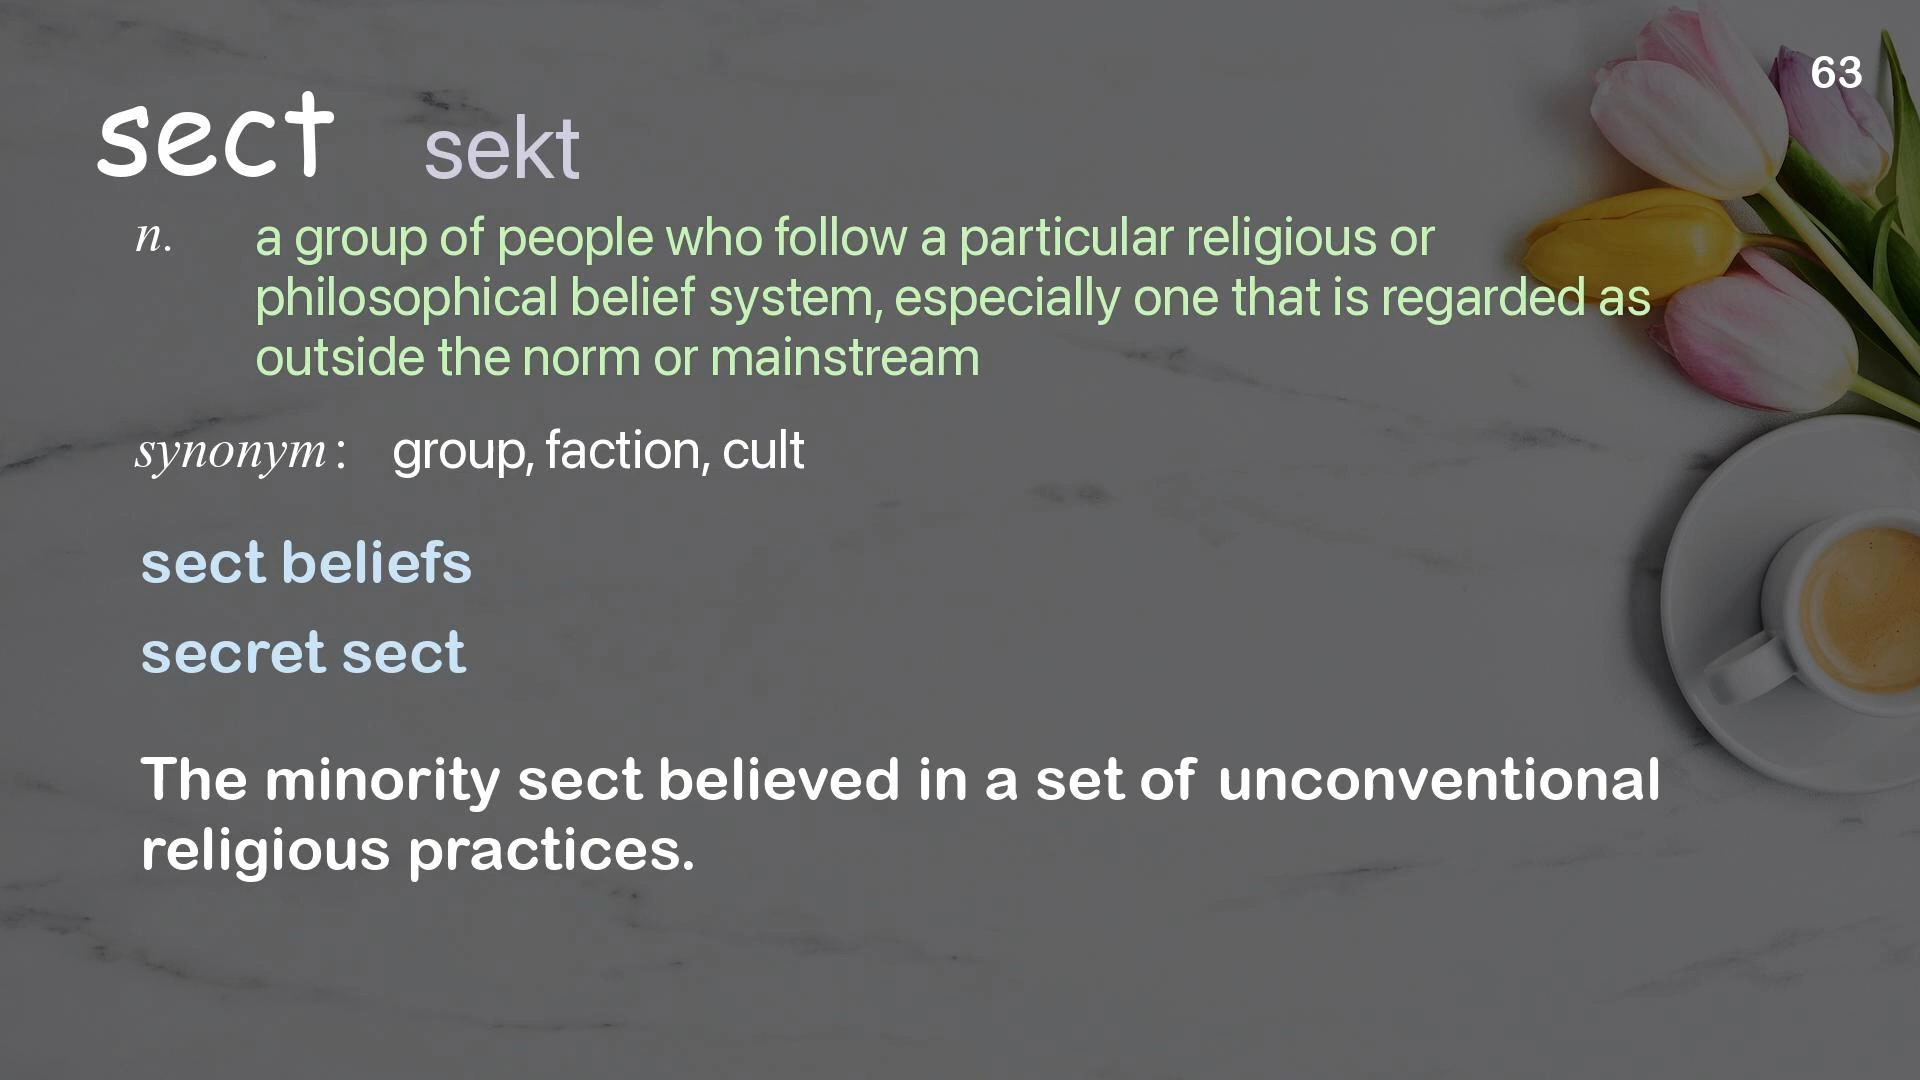 63
sect sekt
n. a group of people who follow a particular religious or
philosophical belief system, especially one that is regarded as
outside the norm or mainstream
synonym: group, faction, cult
sect beliefs
secret sect
The minority sect believed in a set of unconventional
religious practices.